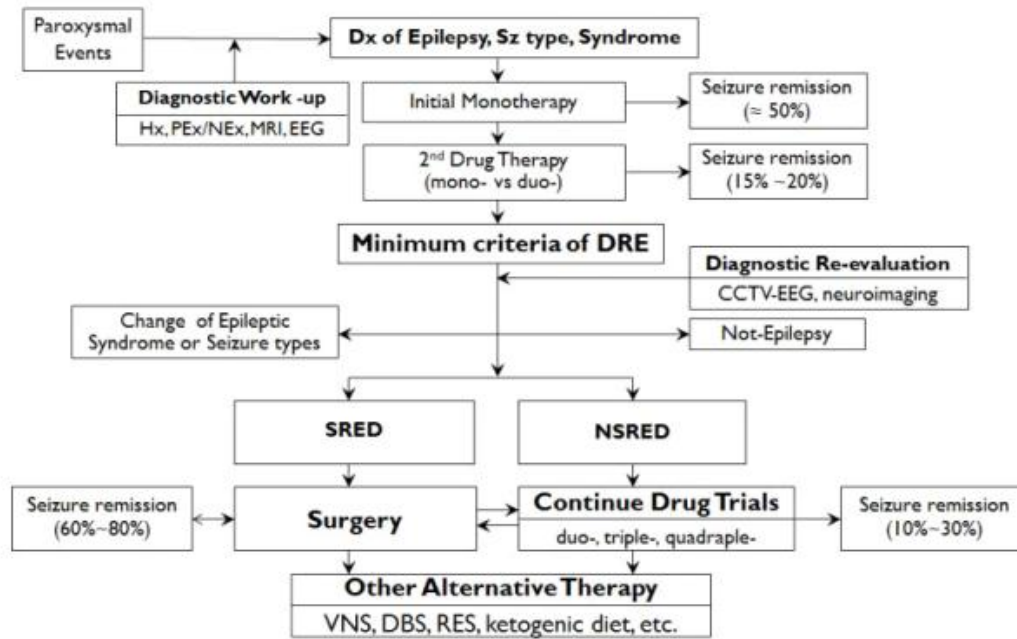 Paroxysmal
Events
Dx of Epilepsy, Sz type, Syndrome
Diagnostic Work -up
Hx, PEx/NEx, MRI, EEG
Initial Monotherapy
Seizure remission
(≈ 50%)
2nd Drug Therapy
(mono- vs duo-)
Seizure remission
(15% ~20%)
Minimum criteria of DRE
Diagnostic Re-evaluation
CCTV-EEG, neuroimaging
Change of Epileptic
Syndrome or Seizure types
Not-Epilepsy
SRED
NSRED
Seizure remission
(60%~80%)
Surgery
Continue Drug Trials
duo-, triple-, quadraple-
Seizure remission
(10%~30%)
Other Alternative Therapy
VNS, DBS, RES, ketogenic diet, etc.